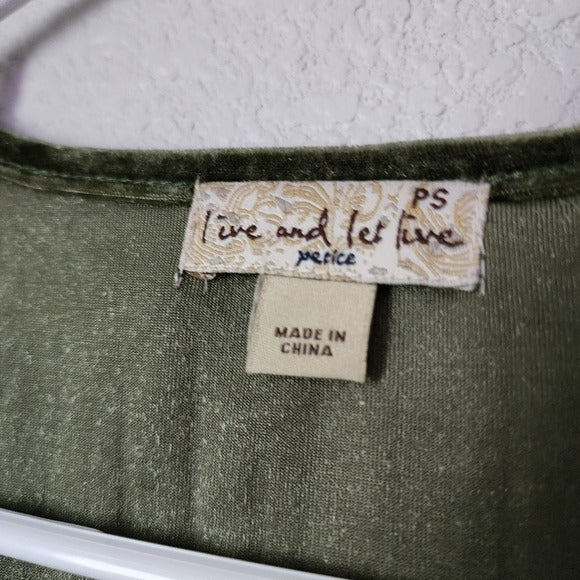 PS
live and let live
petite
MADE IN
CHINA